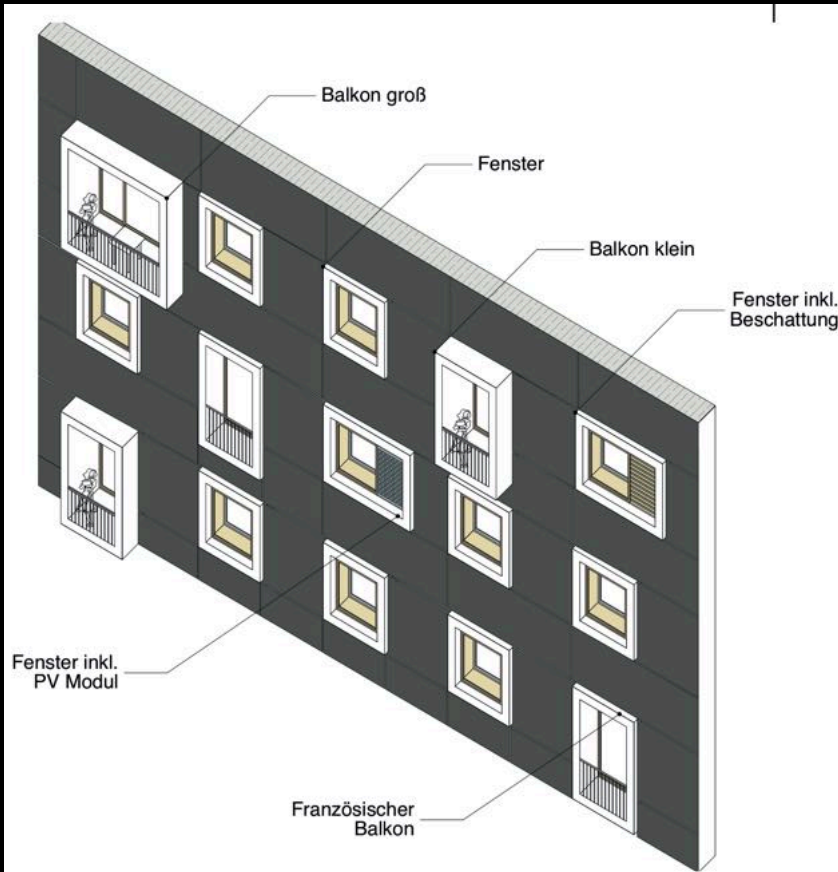 Balkon groß
Fenster
Balkon klein
Fenster inkl.
Beschattung
Fenster inkl.
PV Modul
Französischer
Balkon